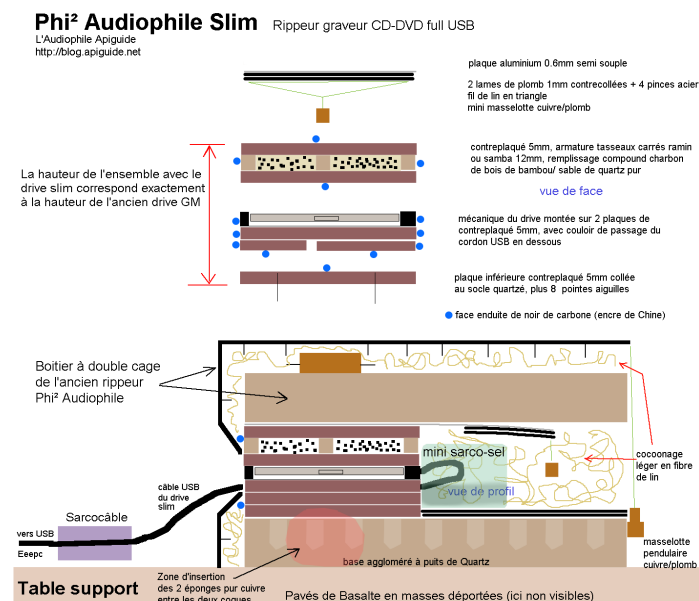 Phi² Audiophile Slim
Rippeur graveur CD-DVD full USB
L'Audiophile Apiguide
http://blog.apiguide.net
plaque aluminium 0.6mm semi souple
2 lames de plomb 1mm contrecollées + 4 pinces acier
fil de lin en triangle
mini masselotte cuivre/plomb
La hauteur de l'ensemble avec le
drive slim correspond exactement
à la hauteur de l'ancien drive GM
contreplaqué 5mm, armature tasseaux carrés ramin
ou samba 12mm, remplissage compound charbon
de bois de bambou/ sable de quartz pur
vue de face
mécanique du drive montée sur 2 plaques de
contreplaqué 5mm, avec couloir de passage du
cordon USB en dessous
plaque inférieure contreplaqué 5mm collée
au socle quartzé, plus 8 pointes aiguilles
face enduite de noir de carbone (encre de Chine)
Boitier à double cage
de l'ancien rippeur
Phi² Audiophile
mini sarco-sel
vue de profil
cocoonage
léger en fibre
de lin
câble USB
du drive
slim
Sarcocâble
vers USB
Eeepc
masselotte
pendulaire
cuivre/plomb
base aggloméré à puits de Quartz
Table support
Zone d'insertion
des 2 éponges pur cuivre
entre les deux coques
Pavés de Basalte en masses déportées (ici non visibles)